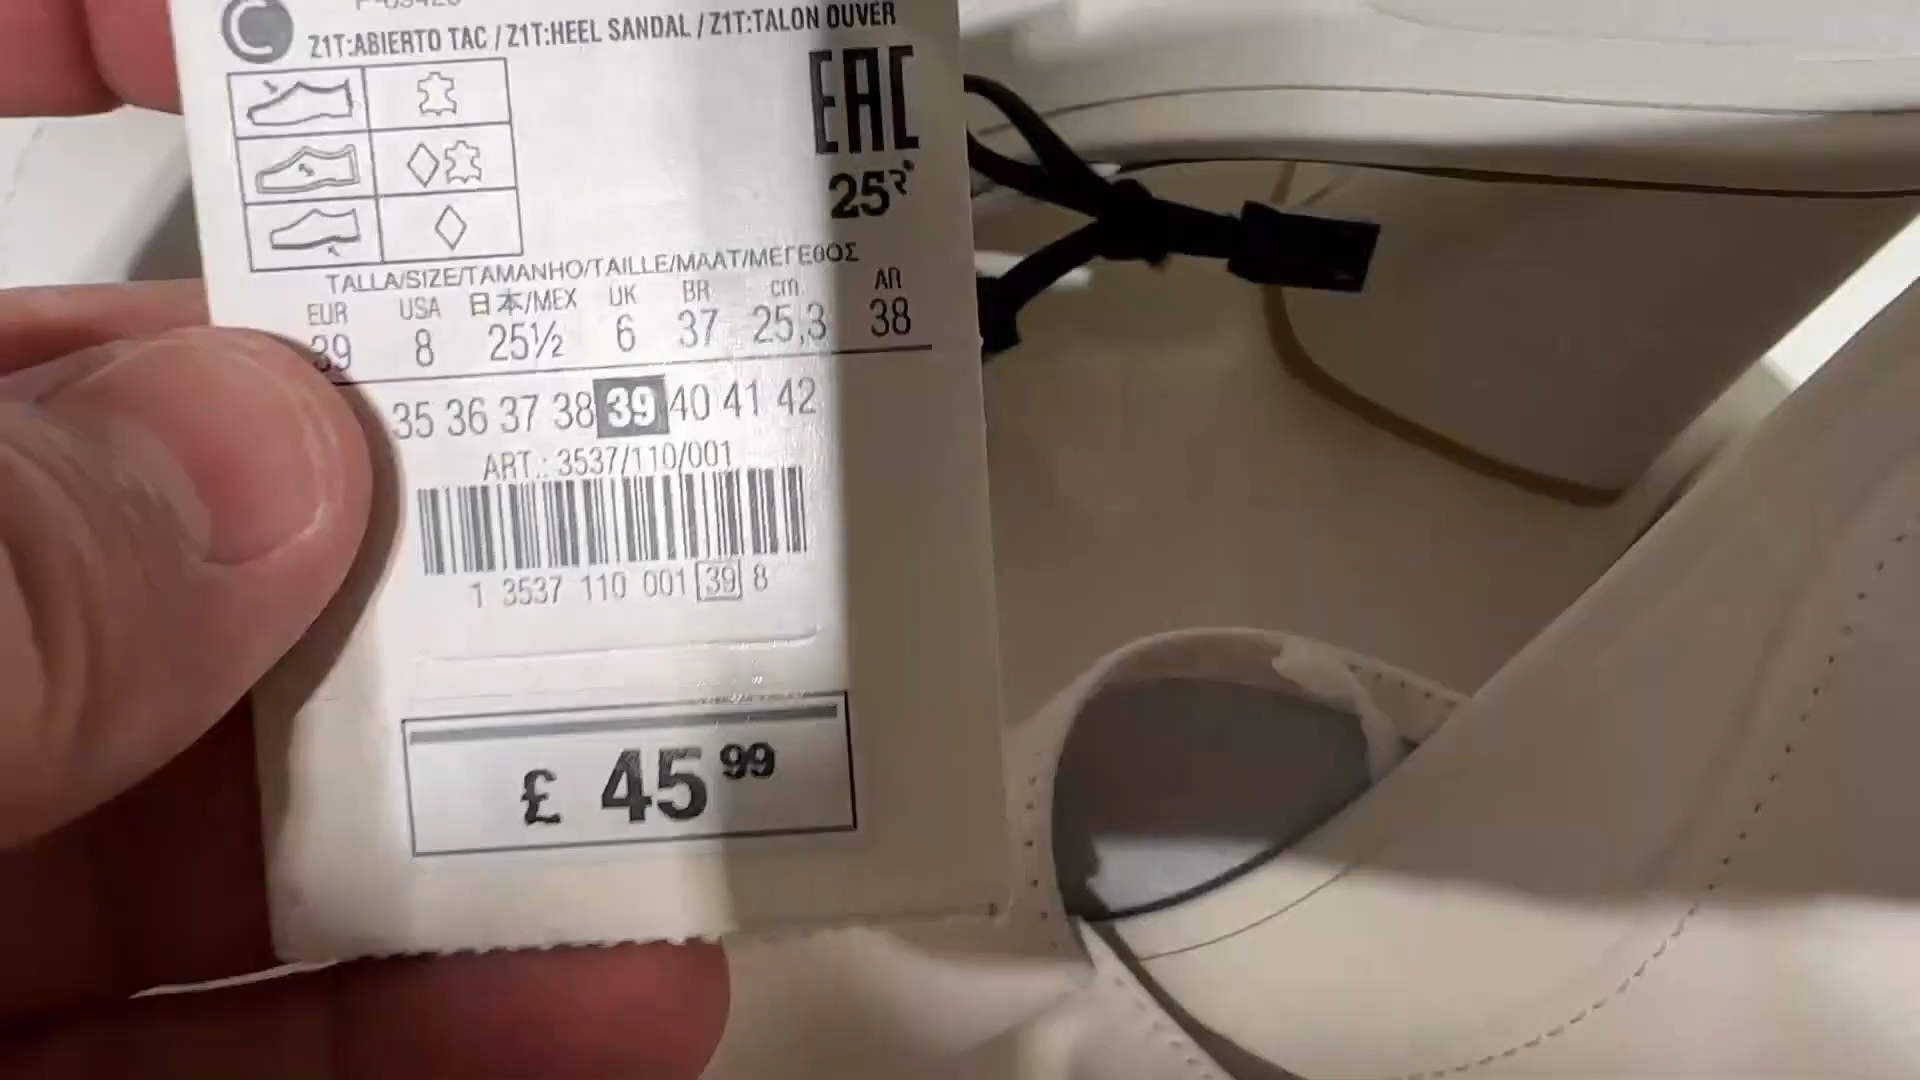 Z1T:ABIERTO TAC / Z1T:HEEL SANDAL / Z1T:TALON OUVER
EAC
25
TALLA/SIZE/TAMANHO/TAILLE/MAAT/ΜΕΓΕΘΟΣ
EUR USA 日本/MEX UK BR cm AR
39 8 25½ 6 37 25,3 38
35 36 37 38 39 40 41 42
ART.: 3537/110/001
1 3537 110 001 39 8
£ 45 99